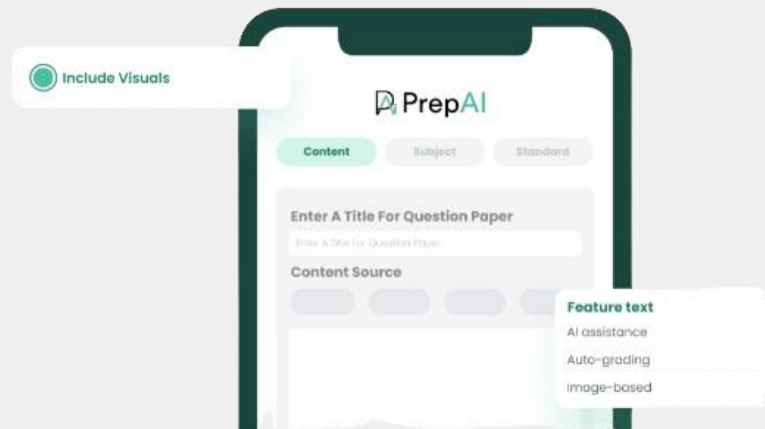 Include Visuals
PrepAI
Content Subject Standard
Enter A Title For Question Paper
Enter A Title For Question Paper
Content Source
Feature text
AI assistance
Auto-grading
Image-based